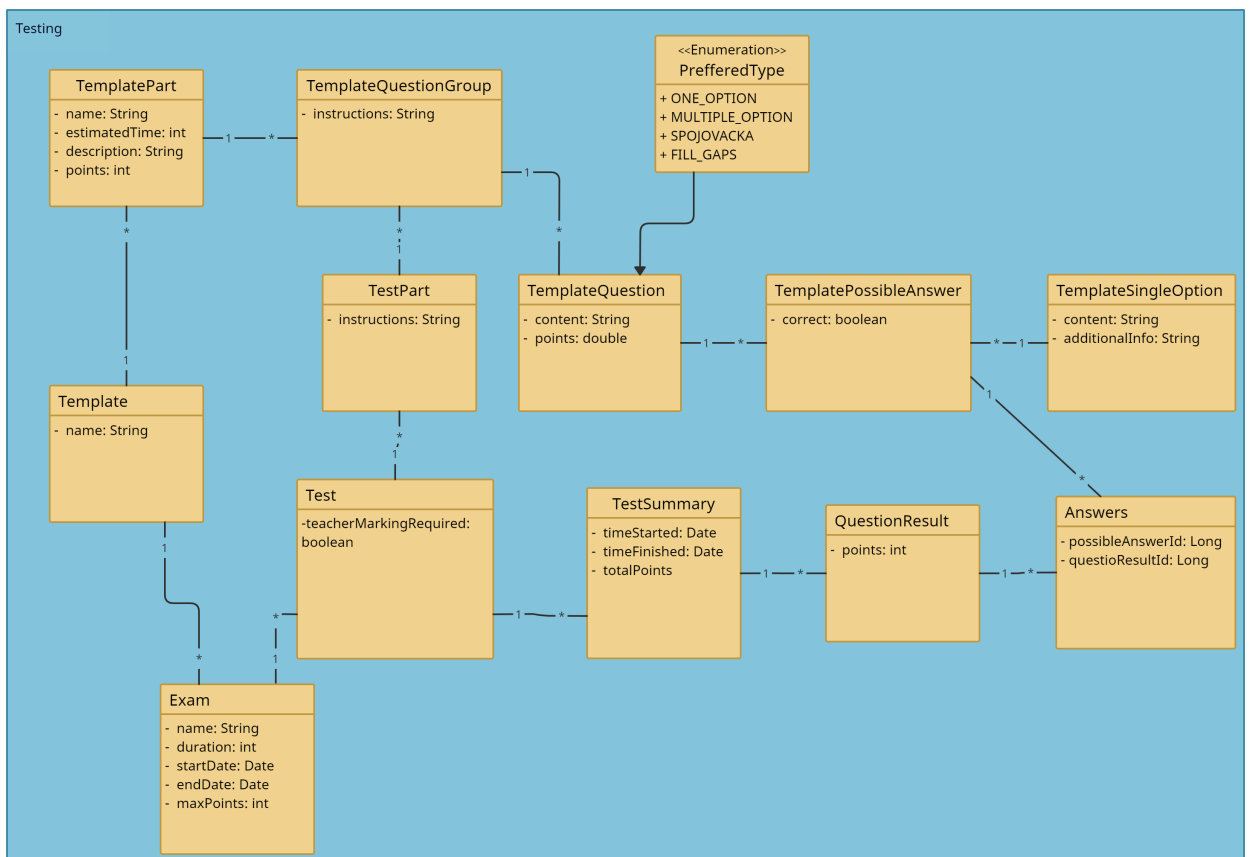 Testing
<<Enumeration>>
PrefferedType
+ ONE_OPTION
+ MULTIPLE_OPTION
+ SPOJOVACKA
+ FILL_GAPS
TemplatePart
- name: String
- estimatedTime: int
- description: String
- points: int
1
*
TemplateQuestionGroup
- instructions: String
1
*
*
1
*
1
TestPart
- instructions: String
TemplateQuestion
- content: String
- points: double
1
*
TemplatePossibleAnswer
- correct: boolean
*
1
TemplateSingleOption
- content: String
- additionalInfo: String
1
*
Template
- name: String
*
1
Test
-teacherMarkingRequired:
boolean
TestSummary
- timeStarted: Date
- timeFinished: Date
- totalPoints
QuestionResult
- points: int
Answers
- possibleAnswerId: Long
- questioResultId: Long
1
*
1
*
1
*
1
*
*
1
Exam
- name: String
- duration: int
- startDate: Date
- endDate: Date
- maxPoints: int